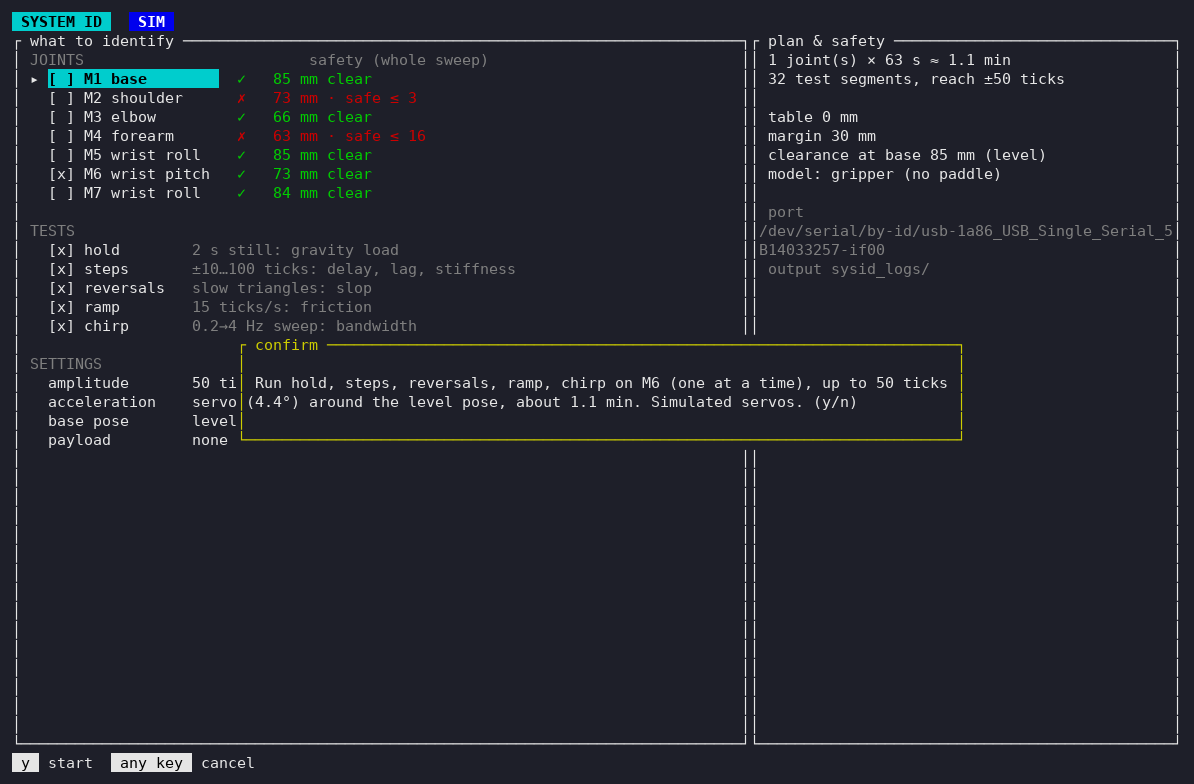 SYSTEM ID  SIM
what to identify
JOINTS  safety (whole sweep)
▸ [ ] M1 base  ✓  85 mm clear
[ ] M2 shoulder  ✗  73 mm · safe ≤ 3
[ ] M3 elbow  ✓  66 mm clear
[ ] M4 forearm  ✗  63 mm · safe ≤ 16
[ ] M5 wrist roll  ✓  85 mm clear
[x] M6 wrist pitch  ✓  73 mm clear
[ ] M7 wrist roll  ✓  84 mm clear
TESTS
[x] hold  2 s still: gravity load
[x] steps  ±10…100 ticks: delay, lag, stiffness
[x] reversals  slow triangles: slop
[x] ramp  15 ticks/s: friction
[x] chirp  0.2→4 Hz sweep: bandwidth
SETTINGS
amplitude  50 ti
acceleration  servo
base pose  level
payload  none
plan & safety
1 joint(s) × 63 s ≈ 1.1 min
32 test segments, reach ±50 ticks
table 0 mm
margin 30 mm
clearance at base 85 mm (level)
model: gripper (no paddle)
port
/dev/serial/by-id/usb-1a86_USB_Single_Serial_5
B14033257-if00
output sysid_logs/
confirm
Run hold, steps, reversals, ramp, chirp on M6 (one at a time), up to 50 ticks
(4.4°) around the level pose, about 1.1 min. Simulated servos. (y/n)
y  start  any key  cancel